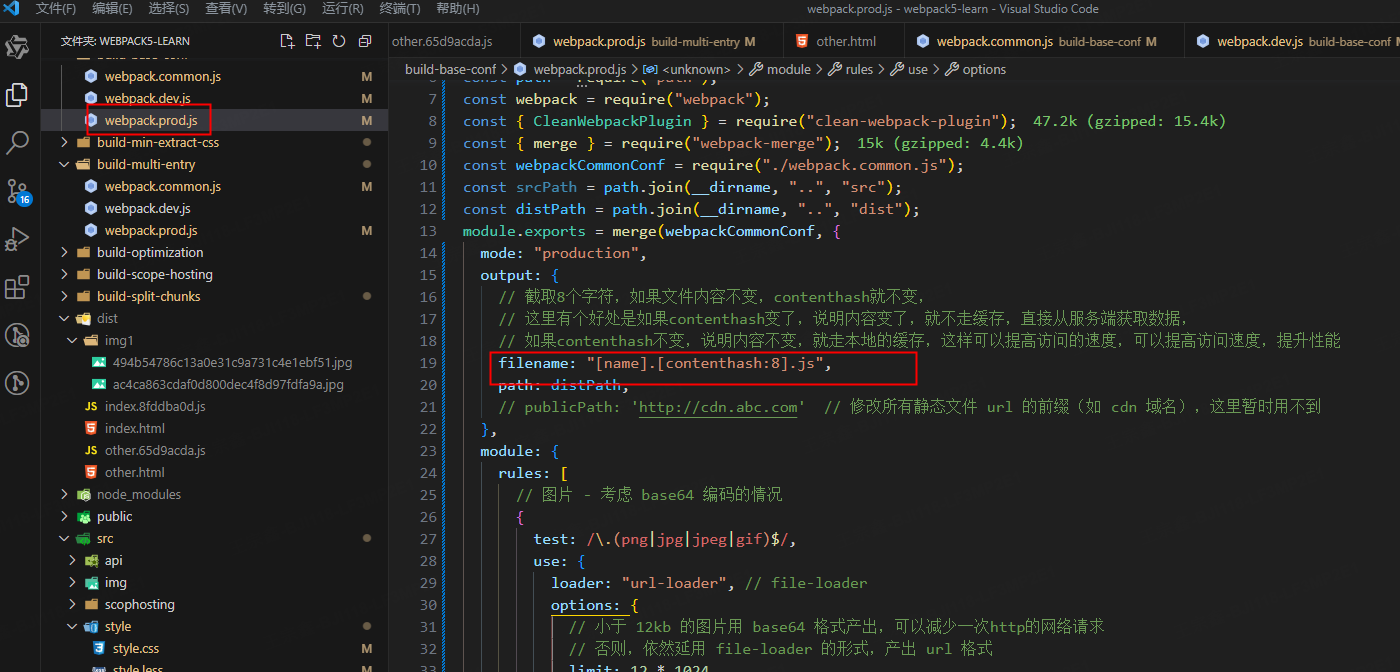 文件(F) 编辑(E) 选择(S) 查看(V) 转到(G) 运行(R) 终端(T) 帮助(H) webpack.prod.js - webpack5-learn - Visual Studio Code
文件夹: WEBPACK5-LEARN
other.65d9acda.js webpack.prod.js build-multi-entry M other.html webpack.common.js build-base-conf M webpack.dev.js build-base-conf M
build-base-conf > webpack.prod.js > <unknown> > module > rules > use > options
webpack.common.js M
webpack.dev.js M
webpack.prod.js M
build-min-extract-css
build-multi-entry
webpack.common.js M
webpack.dev.js
webpack.prod.js M
build-optimization
build-scope-hosting
build-split-chunks
dist
img1
494b54786c13a0e31c9a731c4e1ebf51.jpg
ac4ca863cdaf0d800dec4f8d97fdfa9a.jpg
JS index.8fddba0d.js
index.html
JS other.65d9acda.js
other.html
node_modules
public
src
api
img
scophosting
style
style.css M
style.less M
16
7 const webpack = require("webpack");
8 const { CleanWebpackPlugin } = require("clean-webpack-plugin"); 47.2k (gzipped: 15.4k)
9 const { merge } = require("webpack-merge"); 15k (gzipped: 4.4k)
10 const webpackCommonConf = require("./webpack.common.js");
11 const srcPath = path.join(__dirname, "..", "src");
12 const distPath = path.join(__dirname, "..", "dist");
13 module.exports = merge(webpackCommonConf, {
14 mode: "production",
15 output: {
16 // 截取8个字符，如果文件内容不变，contenthash就不变，
17 // 这里有个好处是如果contenthash变了，说明内容变了，就不走缓存，直接从服务端获取数据，
18 // 如果contenthash不变，说明内容不变，就走本地的缓存，这样可以提高访问的速度，可以提高访问速度，提升性能
19 filename: "[name].[contenthash:8].js",
20 path: distPath,
21 // publicPath: 'http://cdn.abc.com' // 修改所有静态文件 url 的前缀（如 cdn 域名），这里暂时用不到
22 },
23 module: {
24 rules: [
25 // 图片 - 考虑 base64 编码的情况
26 {
27 test: /\.(png|jpg|jpeg|gif)$/,
28 use: {
29 loader: "url-loader", // file-loader
30 options: {
31 // 小于 12kb 的图片用 base64 格式产出，可以减少一次http的网络请求
32 // 否则，依然延用 file-loader 的形式，产出 url 格式
33 limit: 12 * 1024